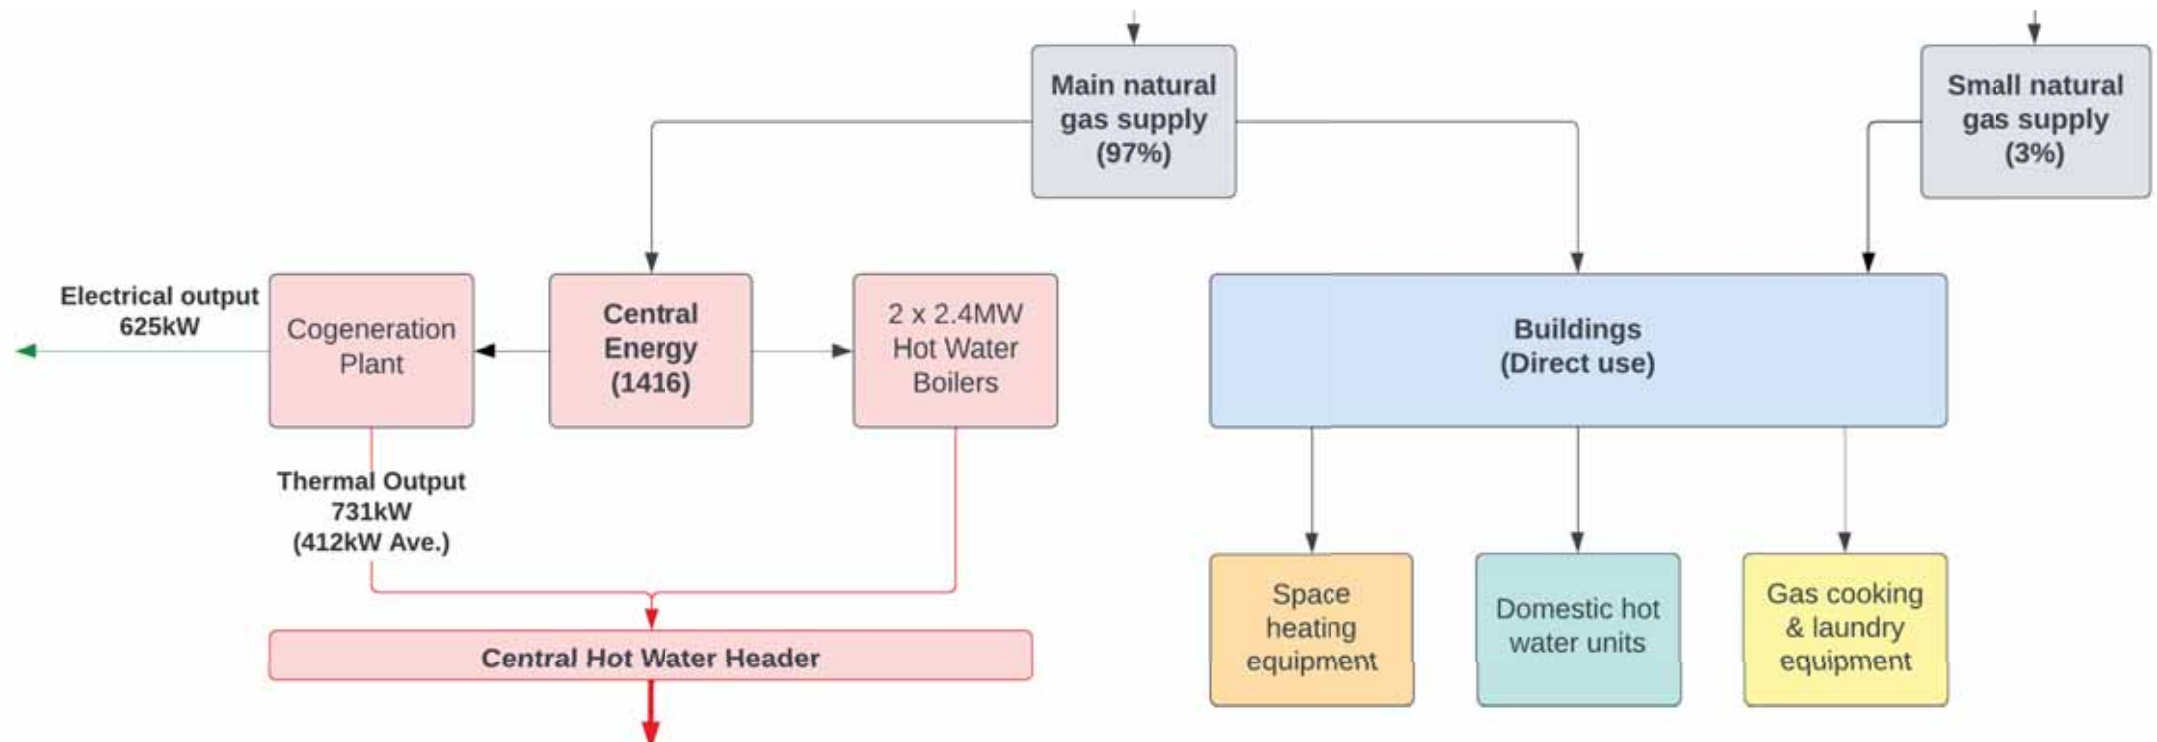 Main natural
gas supply
(97%)
Small natural
gas supply
(3%)
Electrical output
625kW
Cogeneration
Plant
Central
Energy
(1416)
2 x 2.4MW
Hot Water
Boilers
Buildings
(Direct use)
Thermal Output
731kW
(412kW Ave.)
Space
heating
equipment
Domestic hot
water units
Gas cooking
& laundry
equipment
Central Hot Water Header